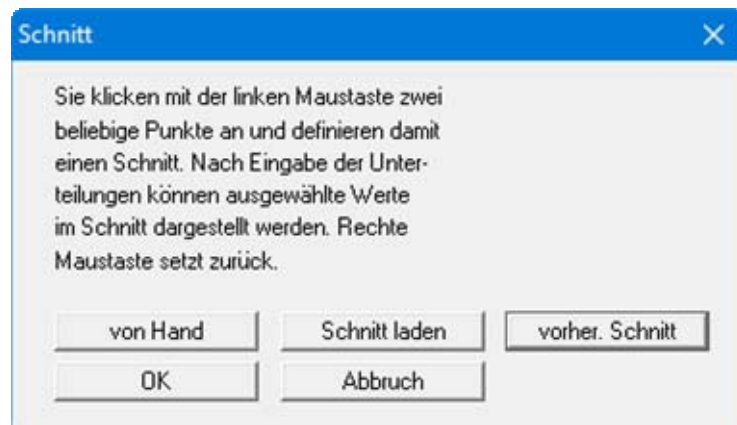 Schnitt
Sie klicken mit der linken Maustaste zwei
beliebige Punkte an und definieren damit
einen Schnitt. Nach Eingabe der Unter-
teilungen können ausgewählte Werte
im Schnitt dargestellt werden. Rechte
Maustaste setzt zurück.
von Hand Schnitt laden vorher. Schnitt
OK Abbruch